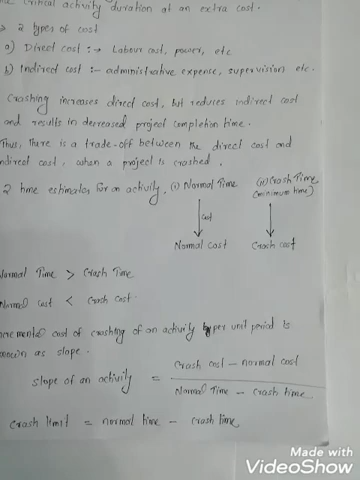 he critical activity duration at an extra cost.
2 types of cost
a) Direct cost :→ Labour cost, power, etc
b) Indirect cost :- administrative expence, supervision etc.
Crashing increases direct cost, but reduces indirect cost
and results in decreased project completion time.
Thus, there is a trade-off between the direct cost and
ndirect cost, when a project is crashed.
2 time estimates for an activity. (i) Normal Time (ii) Crash Time
(minimum time)
cost
Normal cost Crash cost
Normal Time > Crash Time
Normal cost < Crash cost.
cremental cost of crashing of an activity per unit period is
nown as slope.
slope of an activity = Crash cost - normal cost
Normal Time - crash time
crash limit = normal time - crash time
Made with
VideoShow